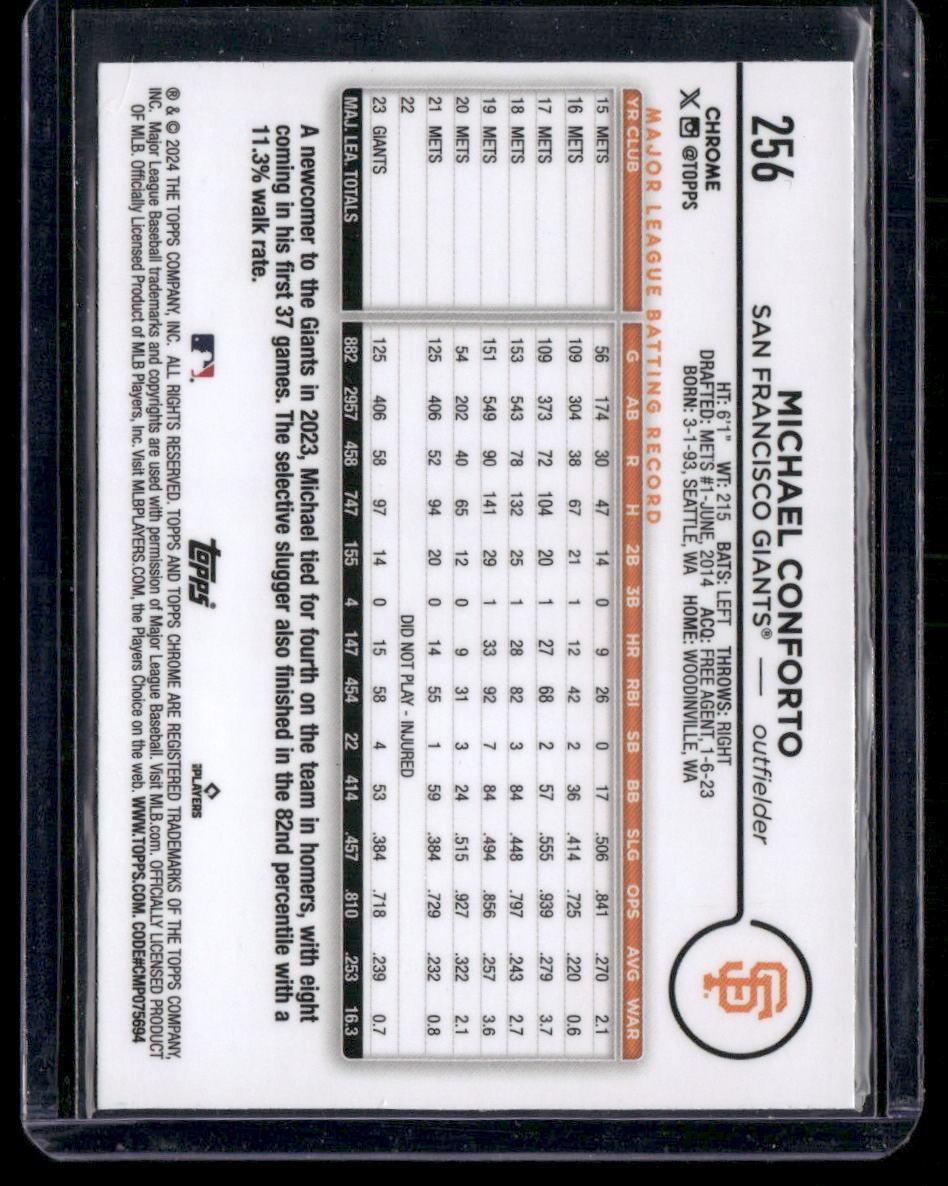 256
MICHAEL CONFORTO
SAN FRANCISCO GIANTS® — outfielder
SF
CHROME
X @TOPPS
HT: 6'1" WT: 215 BATS: LEFT THROWS: RIGHT
DRAFTED: METS #1-JUNE, 2014 ACQ: FREE AGENT, 1-6-23
BORN: 3-1-93, SEATTLE, WA HOME: WOODINVILLE, WA
MAJOR LEAGUE BATTING RECORD
YR CLUB G AB R H 2B 3B HR RBI SB BB SLG OPS AVG WAR
15 METS 56 174 30 47 14 0 9 26 0 17 .506 .841 .270 2.1
16 METS 109 304 38 67 21 1 12 42 2 36 .414 .725 .220 0.6
17 METS 109 373 72 104 20 1 27 68 2 57 .555 .939 .279 3.7
18 METS 153 543 78 132 25 1 28 82 3 84 .448 .797 .243 2.7
19 METS 151 549 90 141 29 1 33 92 7 84 .494 .856 .257 3.6
20 METS 54 202 40 65 12 0 9 31 3 24 .515 .927 .322 2.1
21 METS 125 406 52 94 20 0 14 55 1 59 .384 .729 .232 0.8
22 DID NOT PLAY - INJURED
23 GIANTS 125 406 58 97 14 0 15 58 4 53 .384 .718 .239 0.7
MAJ. LEA. TOTALS 882 2957 458 747 155 4 147 454 22 414 .457 .810 .253 16.3
A newcomer to the Giants in 2023, Michael tied for fourth on the team in homers, with eight
coming in his first 37 games. The selective slugger also finished in the 82nd percentile with a
11.3% walk rate.
topps
PLAYERS
® & © 2024 THE TOPPS COMPANY, INC. ALL RIGHTS RESERVED. TOPPS AND TOPPS CHROME ARE REGISTERED TRADEMARKS OF THE TOPPS COMPANY,
INC. Major League Baseball trademarks and copyrights are used with permission of Major League Baseball. Visit MLB.com. OFFICIALLY LICENSED PRODUCT
OF MLB. Officially Licensed Product of MLB Players, Inc. Visit MLBPLAYERS.COM, the Players Choice on the web. WWW.TOPPS.COM. CODE#CMP075694